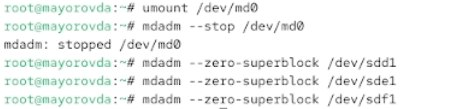 root@mayorovda:~# umount /dev/md0
root@mayorovda:~# mdadm --stop /dev/md0
mdadm: stopped /dev/md0
root@mayorovda:~# mdadm --zero-superblock /dev/sdd1
root@mayorovda:~# mdadm --zero-superblock /dev/sde1
root@mayorovda:~# mdadm --zero-superblock /dev/sdf1